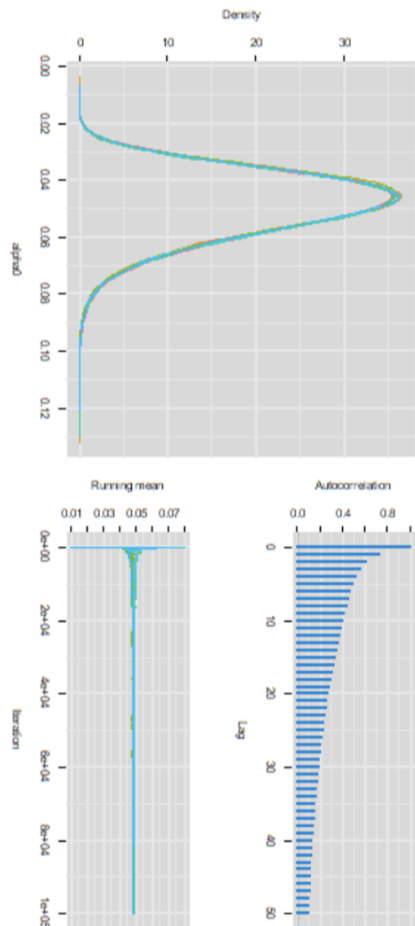 Density
0 10 20 30
0.00
0.02
0.04
0.06
0.08
0.10
0.12
alpha0
Running mean
0.01 0.03 0.05 0.07
0e+00
2e+04
4e+04
6e+04
8e+04
1e+05
Iteration
Autocorrelation
0.0 0.4 0.8
0
10
20
30
40
50
Lag